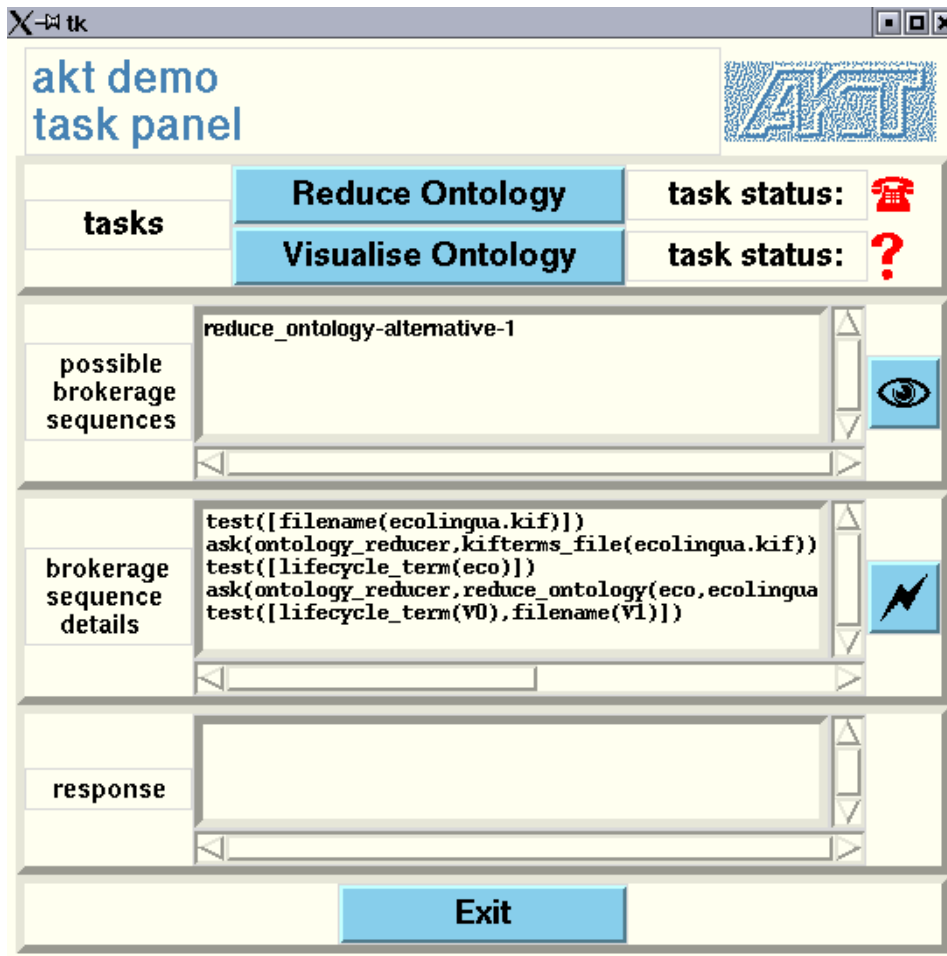 tk
akt demo
task panel
AKT
tasks
Reduce Ontology
task status:
Visualise Ontology
task status: ?
possible
brokerage
sequences
reduce_ontology-alternative-1
brokerage
sequence
details
test([filename(ecolingua.kif)])
ask(ontology_reducer,kifterms_file(ecolingua.kif))
test([lifecycle_term(eco)])
ask(ontology_reducer,reduce_ontology(eco,ecolingua
test([lifecycle_term(V0),filename(V1)])
response
Exit